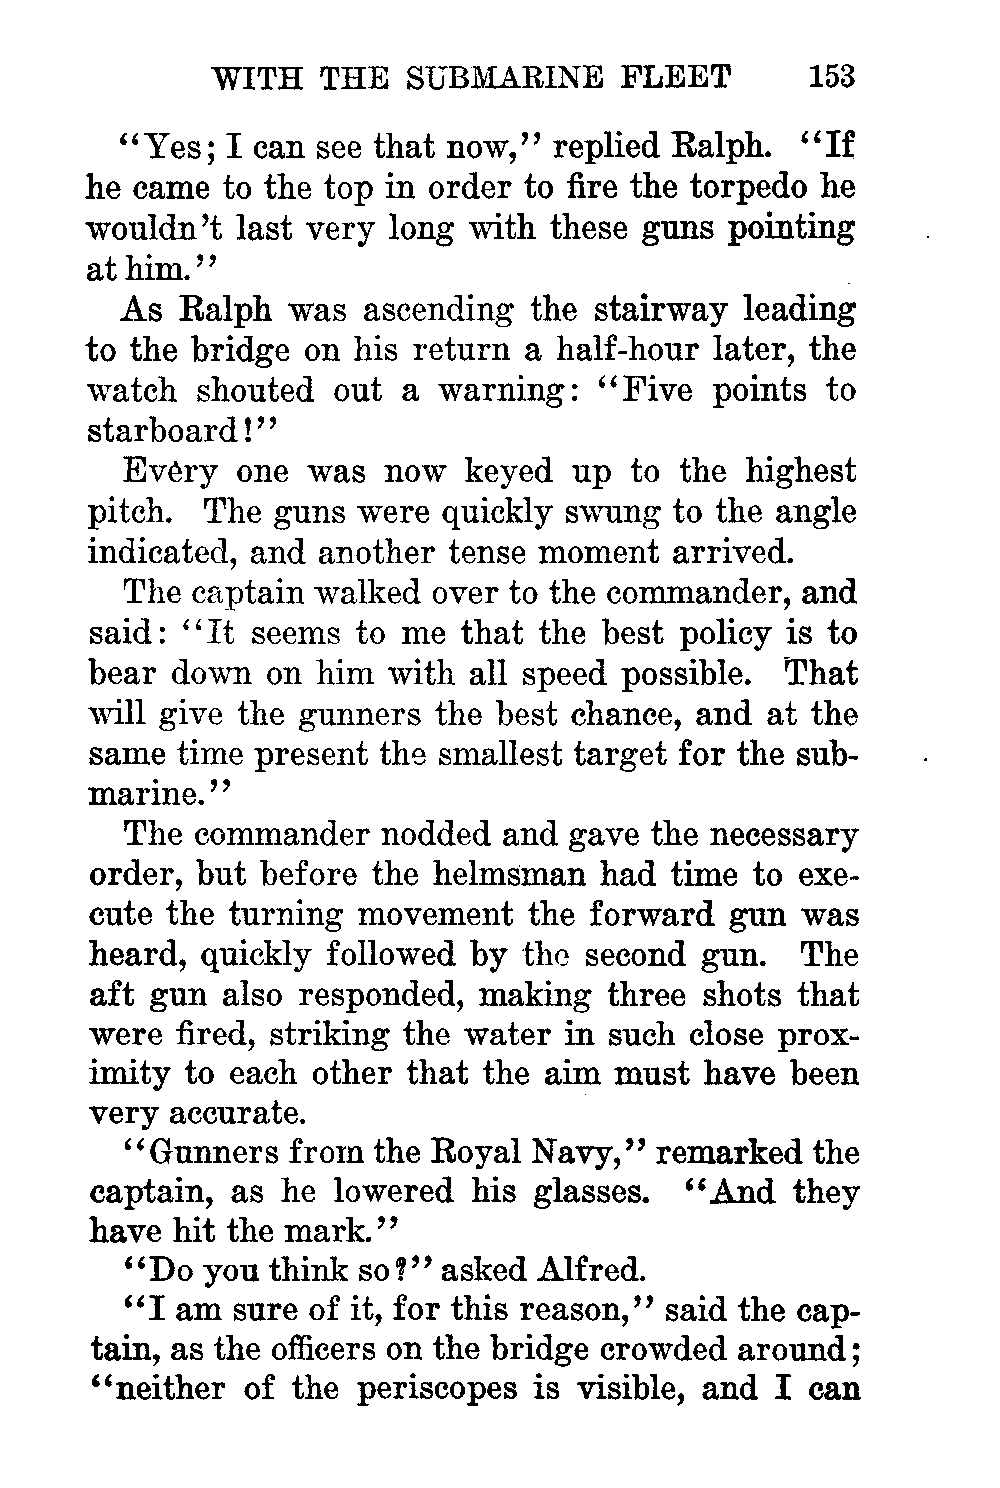 WITH THE SUBMARINE FLEET 153
“Yes; I can see that now,” replied Ralph. “If
he came to the top in order to fire the torpedo he
wouldn’t last very long with these guns pointing
at him.”
As Ralph was ascending the stairway leading
to the bridge on his return a half-hour later, the
watch shouted out a warning: “Five points to
starboard!”
Every one was now keyed up to the highest
pitch. The guns were quickly swung to the angle
indicated, and another tense moment arrived.
The captain walked over to the commander, and
said: “It seems to me that the best policy is to
bear down on him with all speed possible. That
will give the gunners the best chance, and at the
same time present the smallest target for the sub-
marine.”
The commander nodded and gave the necessary
order, but before the helmsman had time to exe-
cute the turning movement the forward gun was
heard, quickly followed by the second gun. The
aft gun also responded, making three shots that
were fired, striking the water in such close prox-
imity to each other that the aim must have been
very accurate.
“Gunners from the Royal Navy,” remarked the
captain, as he lowered his glasses. “And they
have hit the mark.”
“Do you think so?” asked Alfred.
“I am sure of it, for this reason,” said the cap-
tain, as the officers on the bridge crowded around;
“neither of the periscopes is visible, and I can